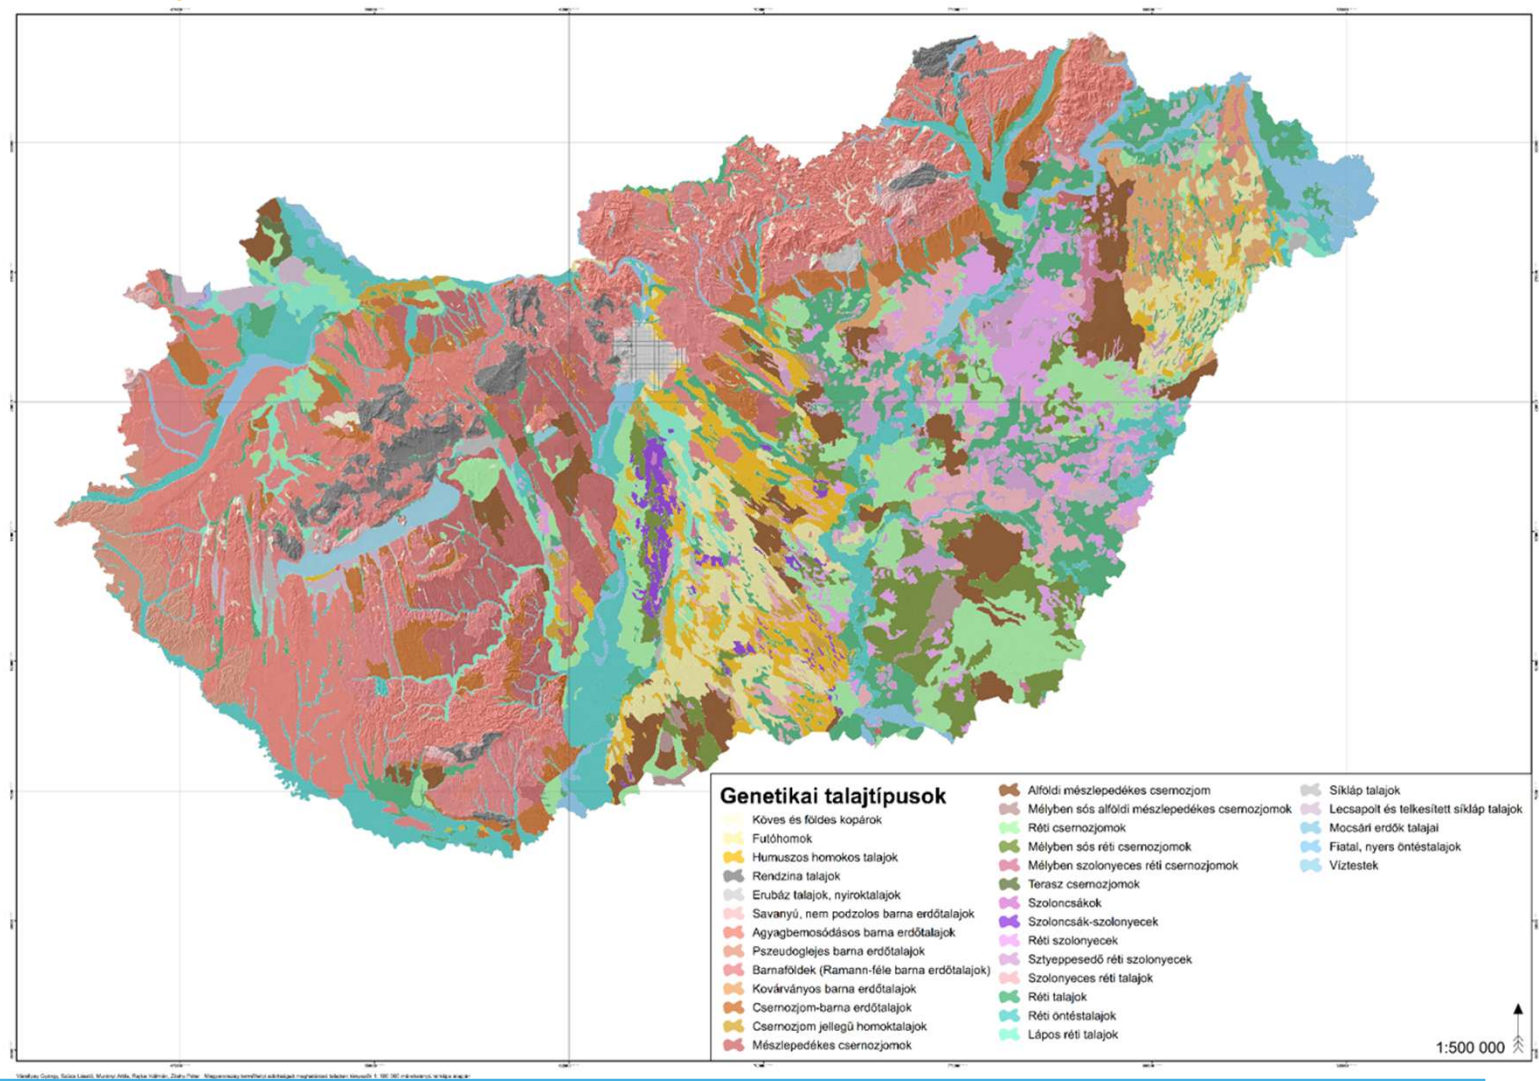 Genetikai talajtípusok
Köves és földes kopárok
Futóhomok
Humuszos homokos talajok
Rendzina talajok
Erubáz talajok, nyiroktalajok
Savanyú, nem podzolos barna erdőtalajok
Agyagbemosódásos barna erdőtalajok
Pszeudoglejes barna erdőtalajok
Barnaföldek (Ramann-féle barna erdőtalajok)
Kovárványos barna erdőtalajok
Csernozjom-barna erdőtalajok
Csernozjom jellegű homoktalajok
Mészlepedékes csernozjomok
Alföldi mészlepedékes csernozjom
Mélyben sós alföldi mészlepedékes csernozjomok
Réti csernozjomok
Mélyben sós réti csernozjomok
Mélyben szolonyeces réti csernozjomok
Terasz csernozjomok
Szoloncsákok
Szoloncsák-szolonyecek
Réti szolonyecek
Sztyeppesedő réti szolonyecek
Szolonyeces réti talajok
Réti talajok
Réti öntéstalajok
Lápos réti talajok
Síkláp talajok
Lecsapolt és telkesített síkláp talajok
Mocsári erdők talajai
Fiatal, nyers öntéstalajok
Víztestek
1:500 000